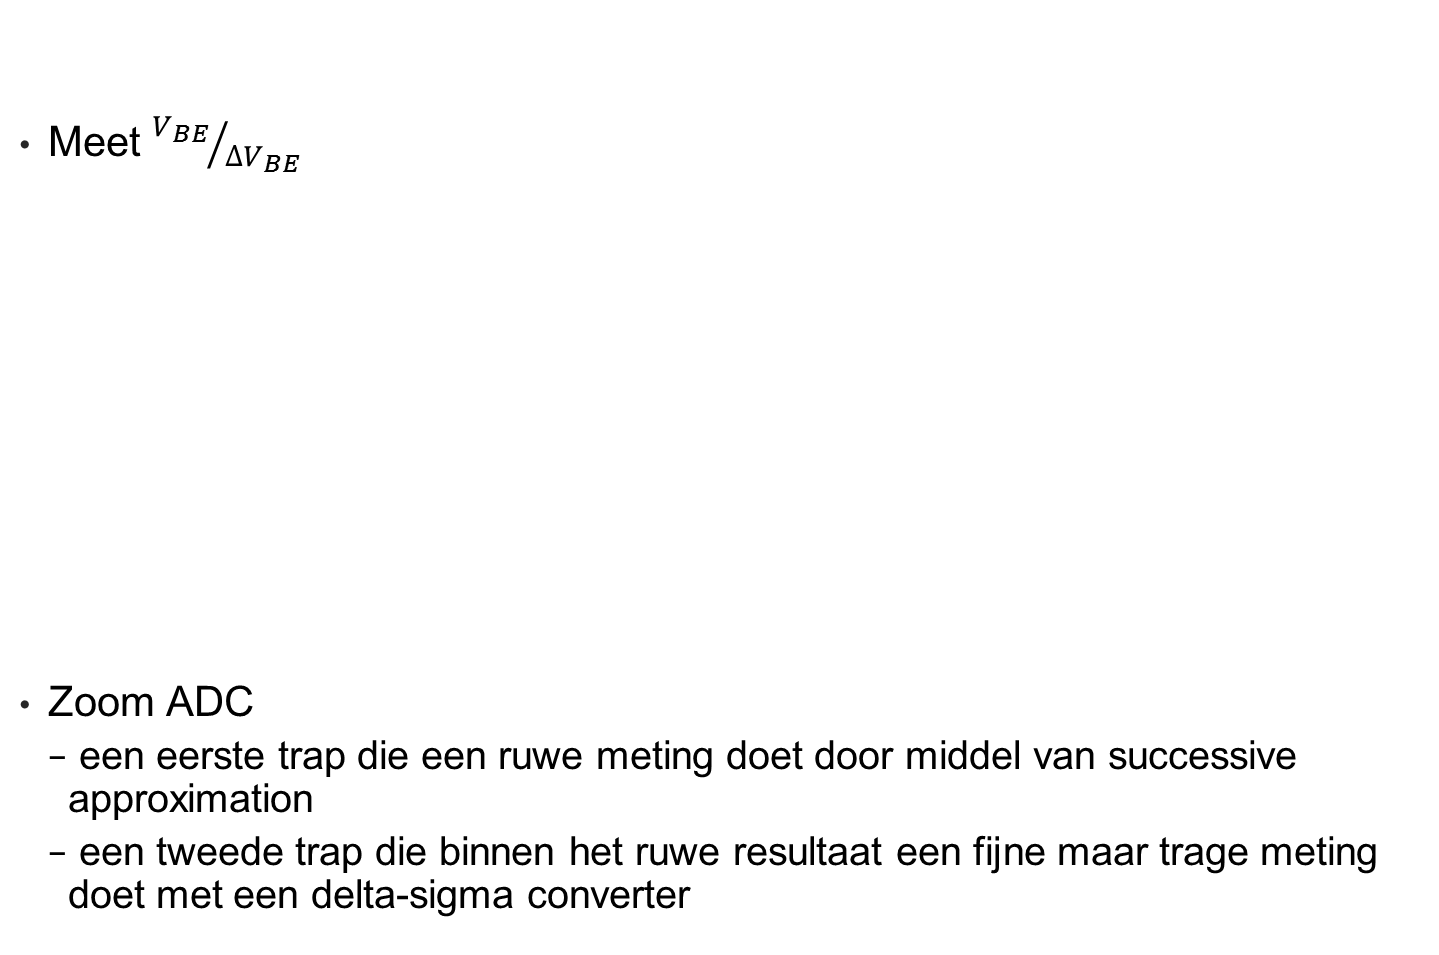 • Meet V_BE/ΔV_BE
• Zoom ADC
– een eerste trap die een ruwe meting doet door middel van successive
approximation
– een tweede trap die binnen het ruwe resultaat een fijne maar trage meting
doet met een delta-sigma converter